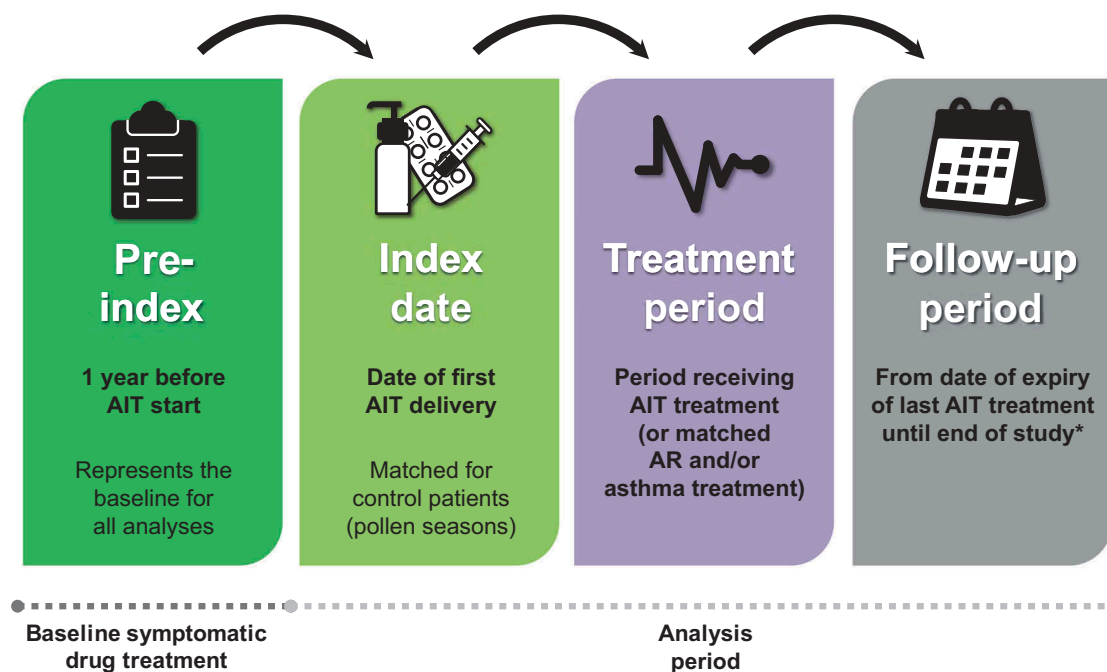 Pre-
index
1 year before
AIT start
Represents the
baseline for
all analyses
Index
date
Date of first
AIT delivery
Matched for
control patients
(pollen seasons)
Treatment
period
Period receiving
AIT treatment
(or matched
AR and/or
asthma treatment)
Follow-up
period
From date of expiry
of last AIT treatment
until end of study*
Baseline symptomatic
drug treatment
Analysis
period